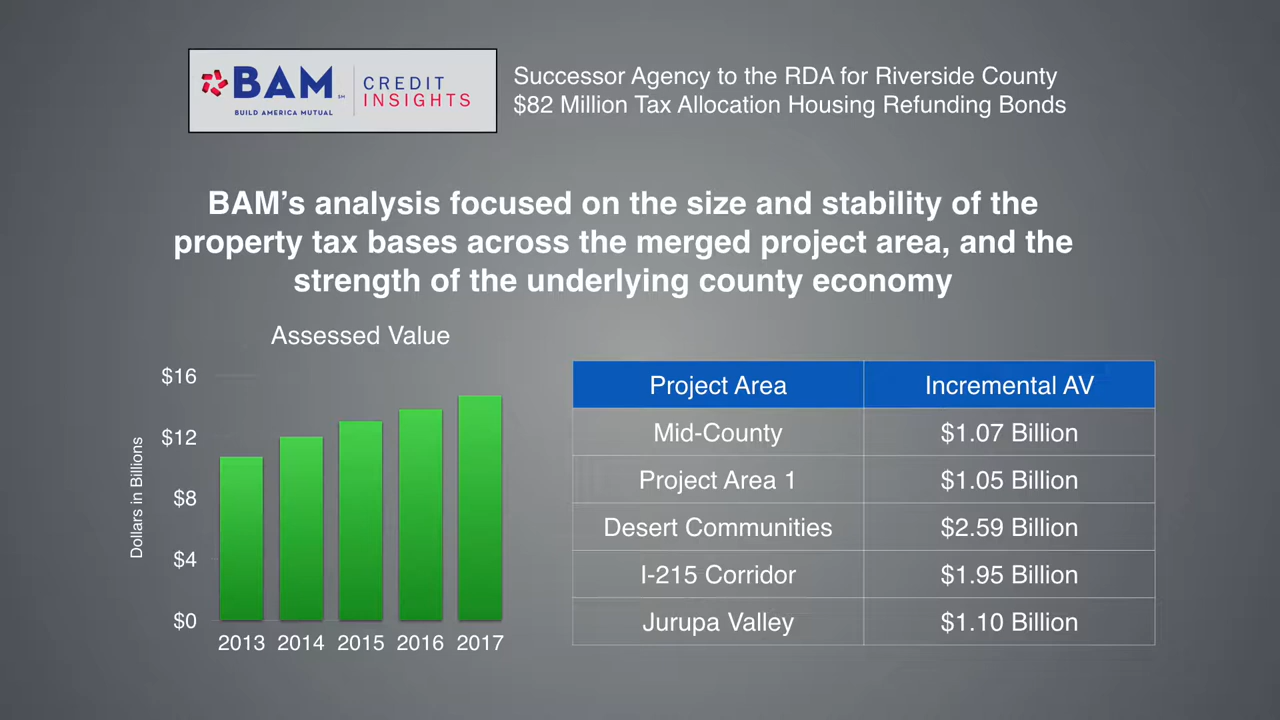 BAM SM
BUILD AMERICA MUTUAL
CREDIT
INSIGHTS
Successor Agency to the RDA for Riverside County
$82 Million Tax Allocation Housing Refunding Bonds
BAM’s analysis focused on the size and stability of the
property tax bases across the merged project area, and the
strength of the underlying county economy
Assessed Value
Dollars in Billions
$16
$12
$8
$4
$0
2013 2014 2015 2016 2017
Project Area Incremental AV
Mid-County $1.07 Billion
Project Area 1 $1.05 Billion
Desert Communities $2.59 Billion
I-215 Corridor $1.95 Billion
Jurupa Valley $1.10 Billion